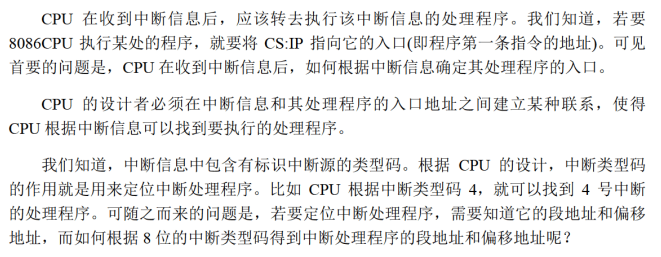 CPU 在收到中断信息后，应该转去执行该中断信息的处理程序。我们知道，若要
8086CPU 执行某处的程序，就要将 CS:IP 指向它的入口(即程序第一条指令的地址)。可见
首要的问题是，CPU 在收到中断信息后，如何根据中断信息确定其处理程序的入口。
CPU 的设计者必须在中断信息和其处理程序的入口地址之间建立某种联系，使得
CPU 根据中断信息可以找到要执行的处理程序。
我们知道，中断信息中包含有标识中断源的类型码。根据 CPU 的设计，中断类型码
的作用就是用来定位中断处理程序。比如 CPU 根据中断类型码 4，就可以找到 4 号中断
的处理程序。可随之而来的问题是，若要定位中断处理程序，需要知道它的段地址和偏移
地址，而如何根据 8 位的中断类型码得到中断处理程序的段地址和偏移地址呢？